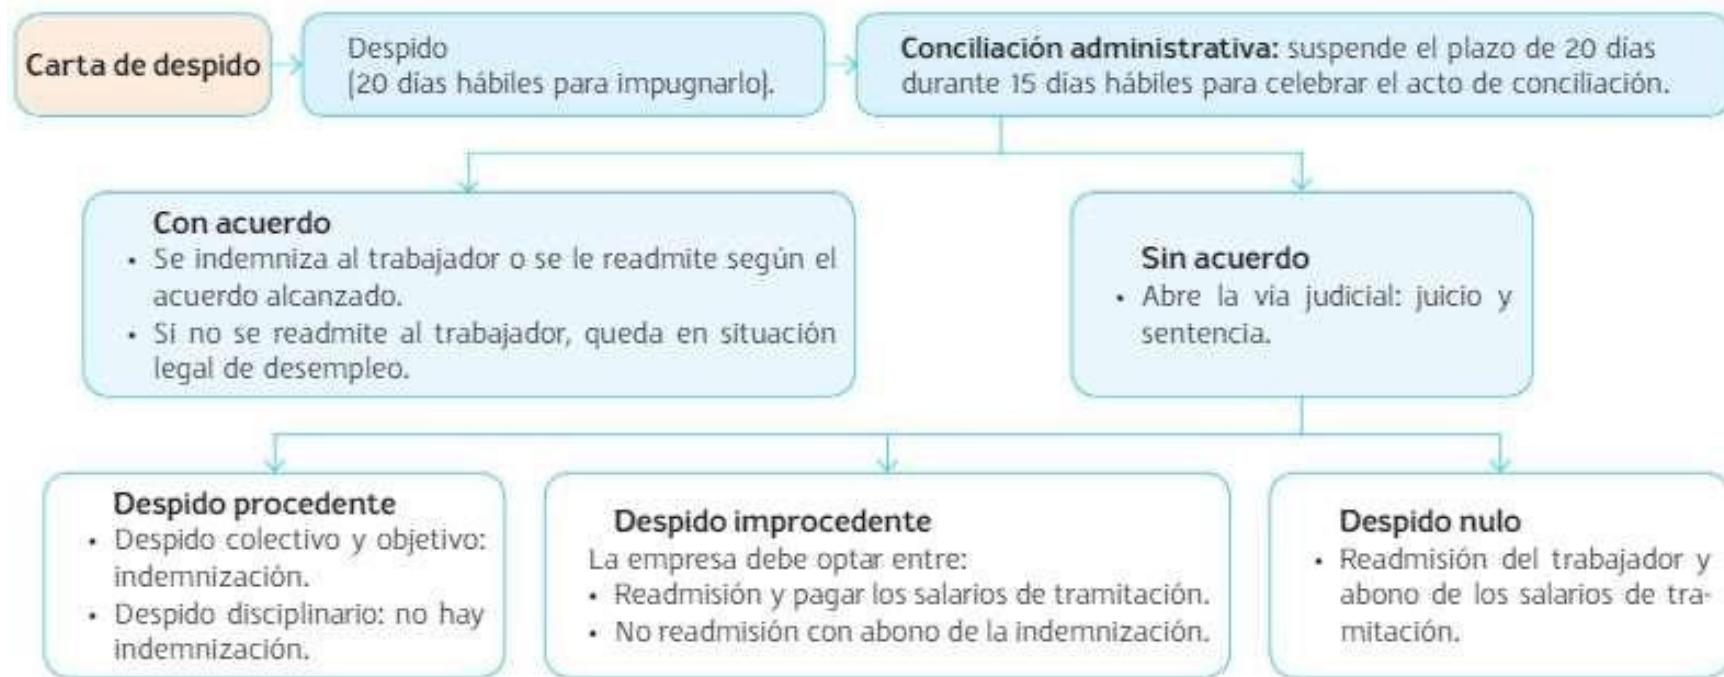 Carta de despido
Despido
(20 días hábiles para impugnarlo).
Conciliación administrativa: suspende el plazo de 20 días
durante 15 días hábiles para celebrar el acto de conciliación.
Con acuerdo
• Se indemniza al trabajador o se le readmite según el
acuerdo alcanzado.
• Si no se readmite al trabajador, queda en situación
legal de desempleo.
Sin acuerdo
• Abre la vía judicial: juicio y
sentencia.
Despido procedente
• Despido colectivo y objetivo:
indemnización.
• Despido disciplinario: no hay
indemnización.
Despido improcedente
La empresa debe optar entre:
• Readmisión y pagar los salarios de tramitación.
• No readmisión con abono de la indemnización.
Despido nulo
• Readmisión del trabajador y
abono de los salarios de tra-
mitación.